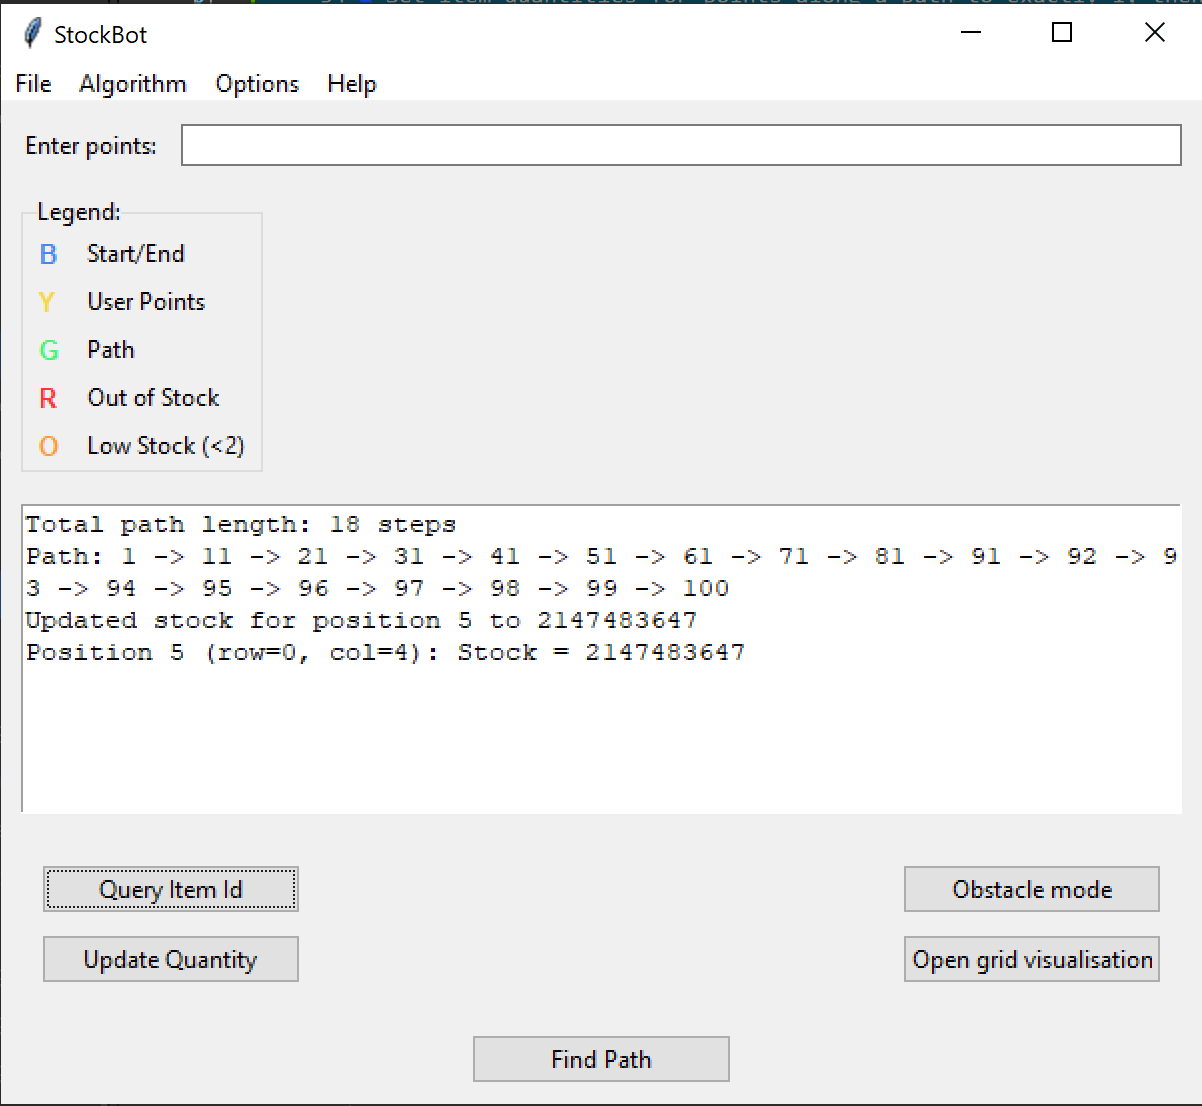 StockBot
File Algorithm Options Help
Enter points:
Legend:
B Start/End
Y User Points
G Path
R Out of Stock
O Low Stock (<2)
Total path length: 18 steps
Path: 1 -> 11 -> 21 -> 31 -> 41 -> 51 -> 61 -> 71 -> 81 -> 91 -> 92 -> 9
3 -> 94 -> 95 -> 96 -> 97 -> 98 -> 99 -> 100
Updated stock for position 5 to 2147483647
Position 5 (row=0, col=4): Stock = 2147483647
Query Item Id
Obstacle mode
Update Quantity
Open grid visualisation
Find Path